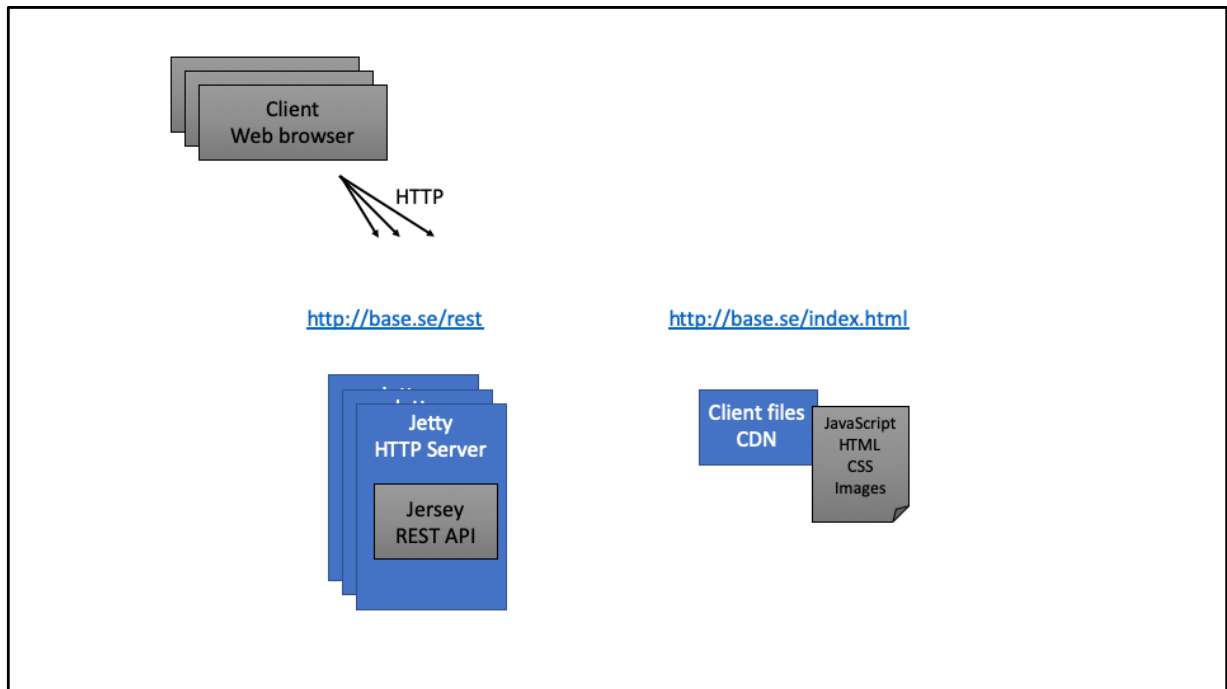 Client
Web browser
HTTP
http://base.se/rest
http://base.se/index.html
Jetty
HTTP Server
Jersey
REST API
Client files
CDN
JavaScript
HTML
CSS
Images